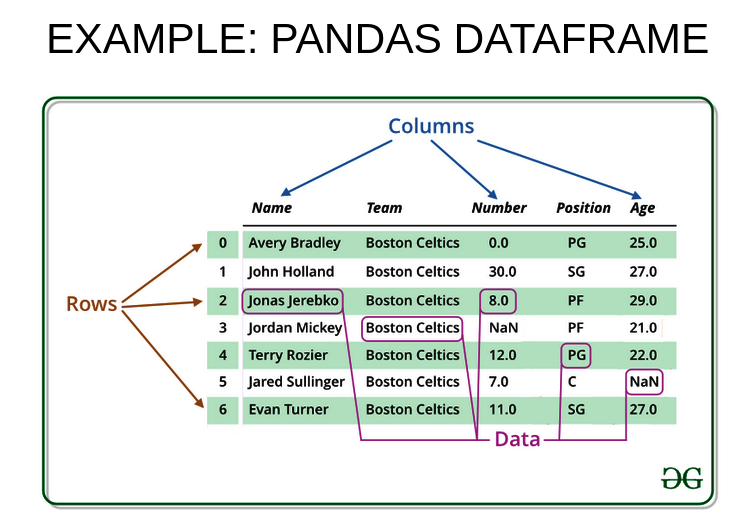 EXAMPLE: PANDAS DATAFRAME
Columns
Name Team Number Position Age
0 Avery Bradley Boston Celtics 0.0 PG 25.0
1 John Holland Boston Celtics 30.0 SG 27.0
Rows
2 Jonas Jerebko Boston Celtics 8.0 PF 29.0
3 Jordan Mickey Boston Celtics NaN PF 21.0
4 Terry Rozier Boston Celtics 12.0 PG 22.0
5 Jared Sullinger Boston Celtics 7.0 C NaN
6 Evan Turner Boston Celtics 11.0 SG 27.0
Data